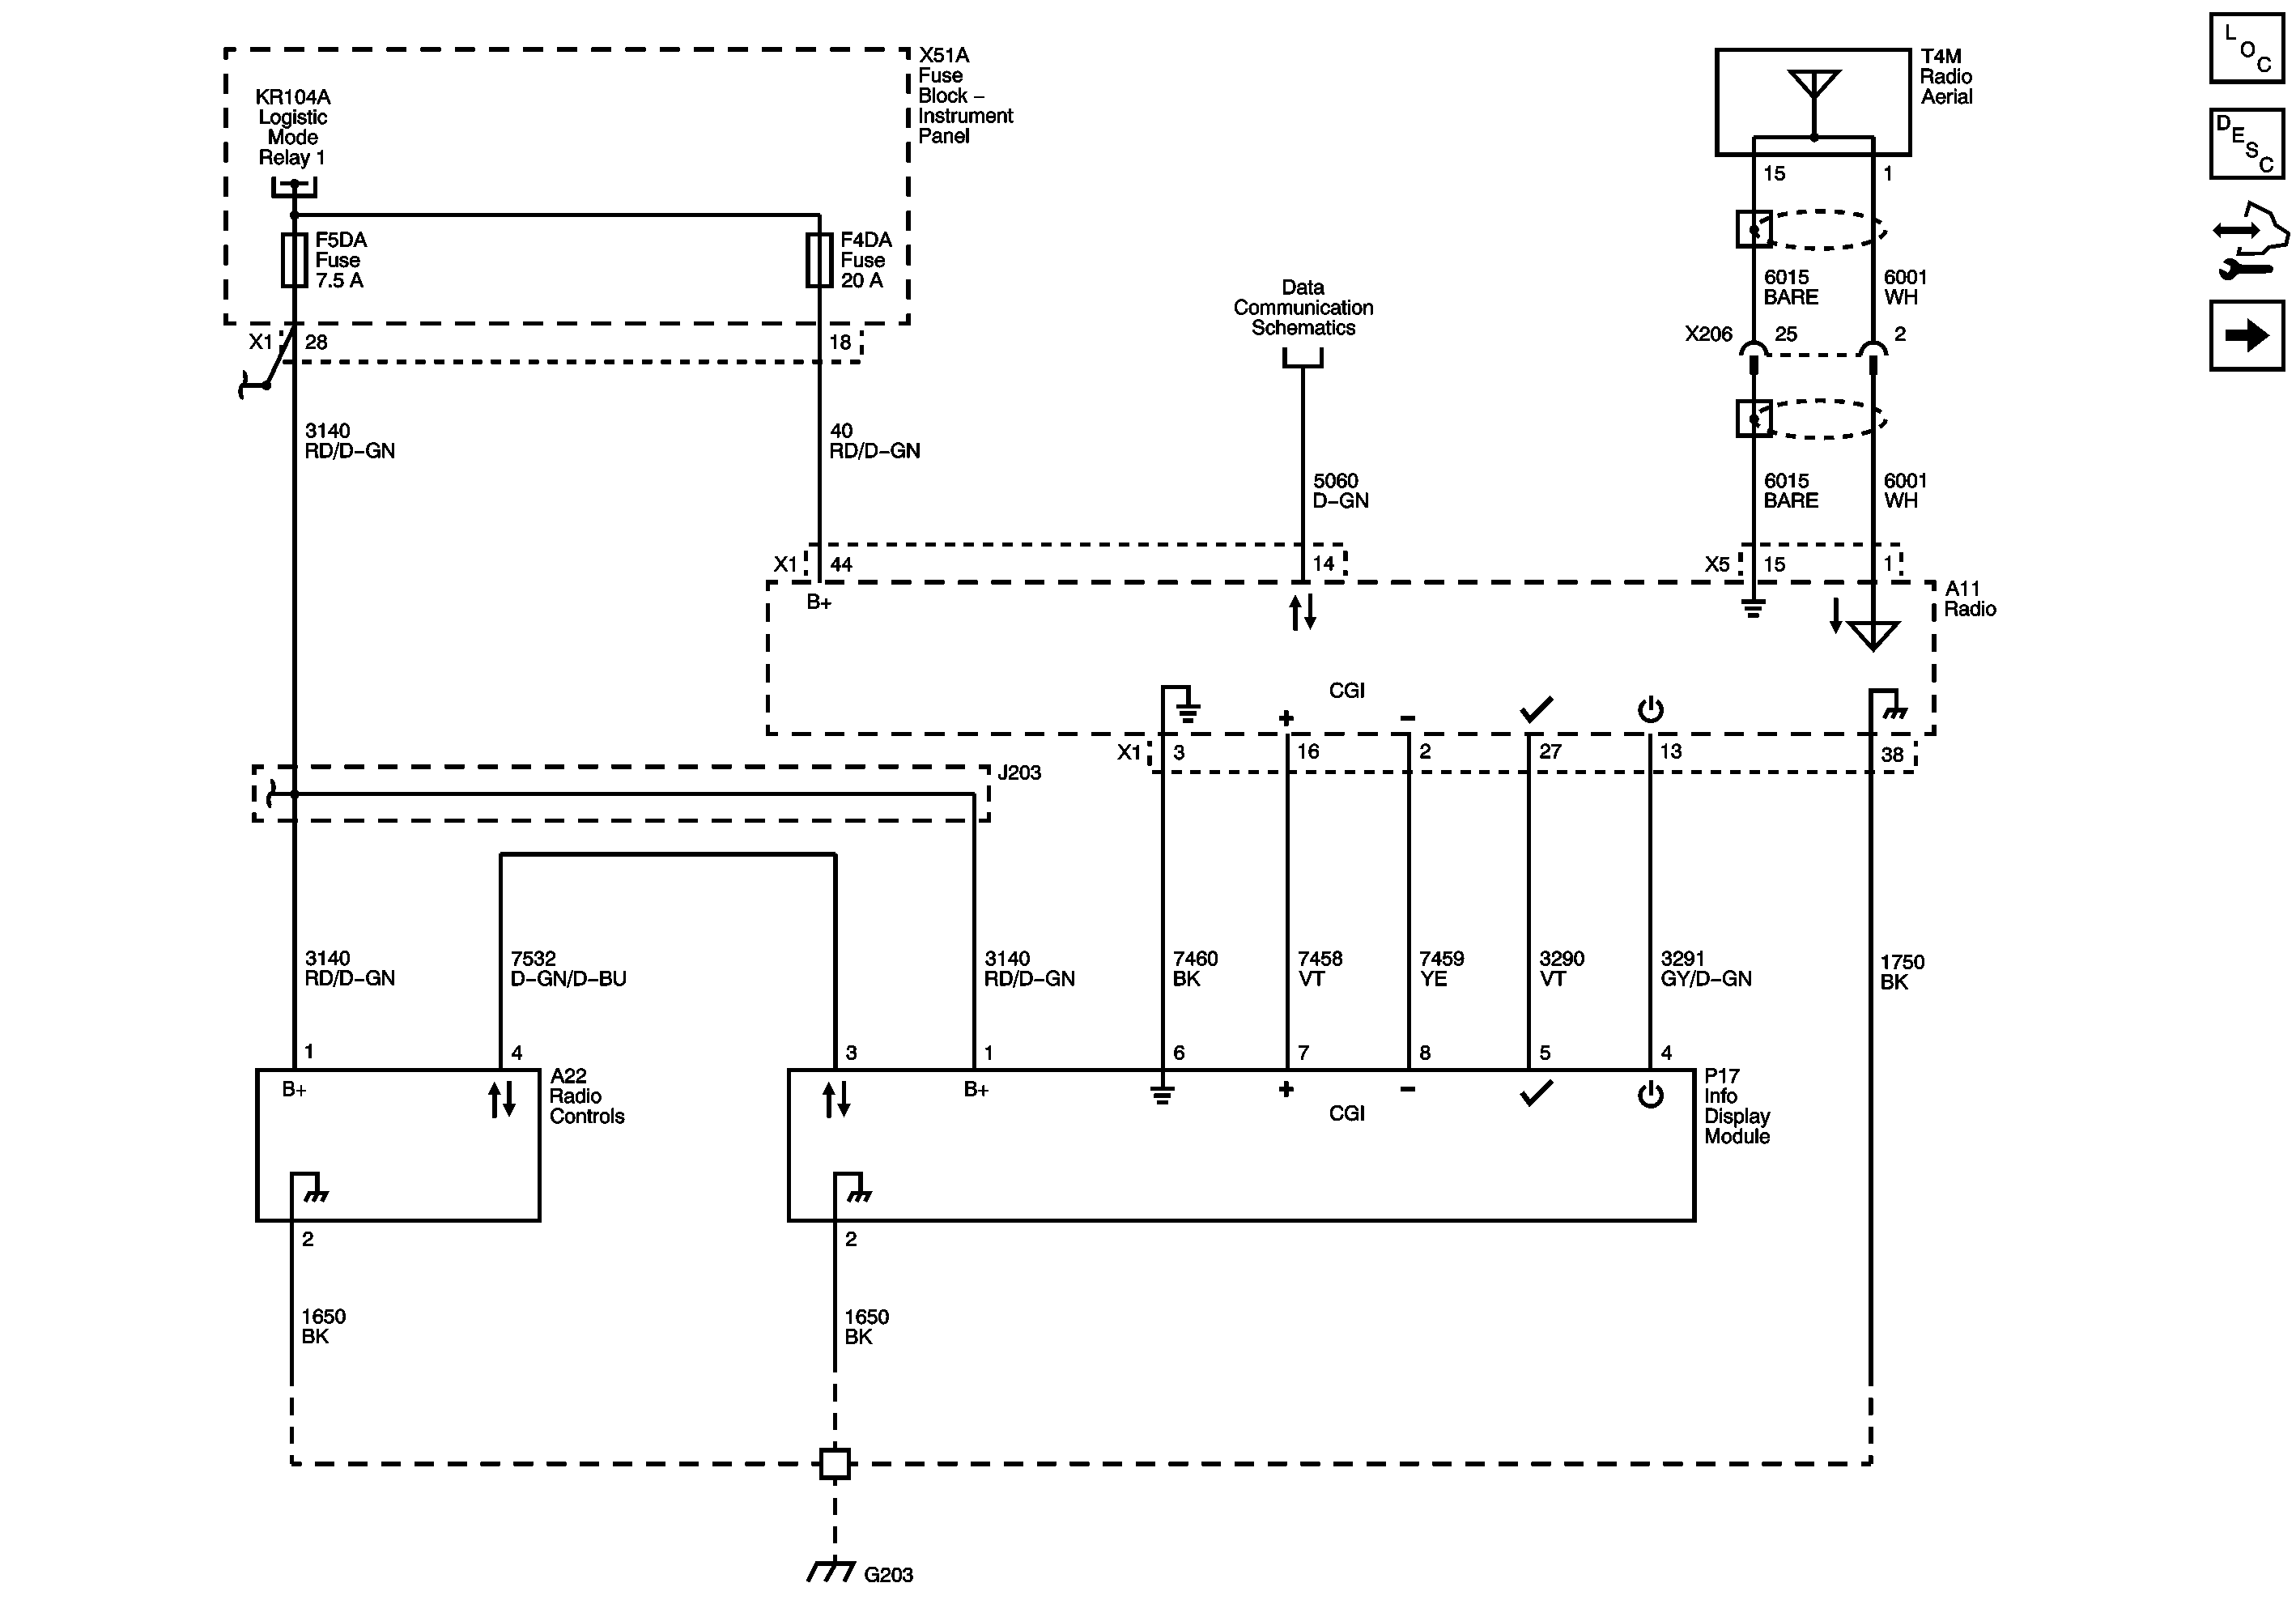 X51A
Fuse
Block –
Instrument
Panel
KR104A
Logistic
Mode
Relay 1
F5DA
Fuse
7.5 A
F4DA
Fuse
20 A
X1
28
18
3140
RD/D–GN
40
RD/D–GN
Data
Communication
Schematics
5060
D–GN
T4M
Radio
Aerial
15
1
6015
BARE
6001
WH
X206
25
2
6015
BARE
6001
WH
LOC
DESC
X1
44
14
X5
15
1
B+
A11
Radio
CGI
+
–
X1
3
16
2
27
13
38
J203
3140
RD/D–GN
7532
D–GN/D–BU
3140
RD/D–GN
7460
BK
7458
VT
7459
YE
3290
VT
3291
GY/D–GN
1750
BK
1
4
3
1
6
7
8
5
4
B+
A22
Radio
Controls
B+
+
–
CGI
P17
Info
Display
Module
2
2
1650
BK
1650
BK
G203